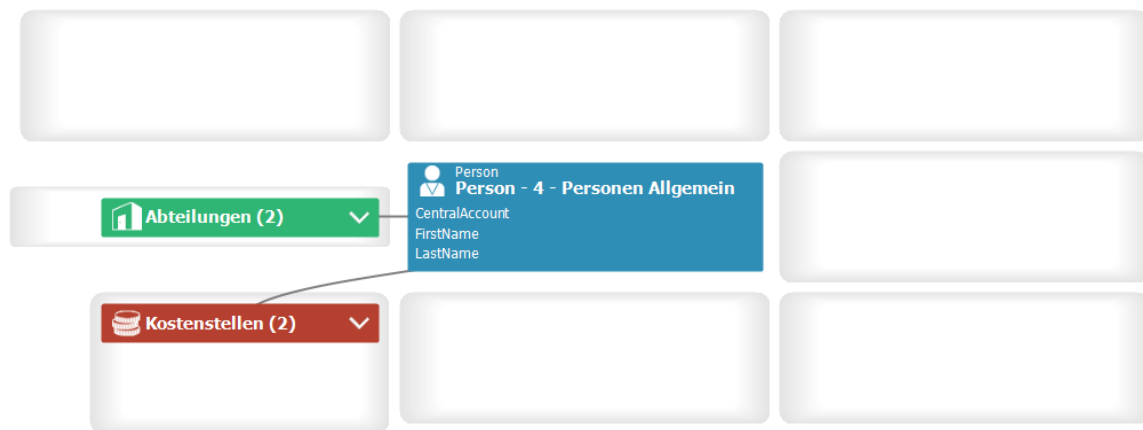 Person
Person - 4 - Personen Allgemein
Abteilungen (2)
CentralAccount
FirstName
LastName
Kostenstellen (2)